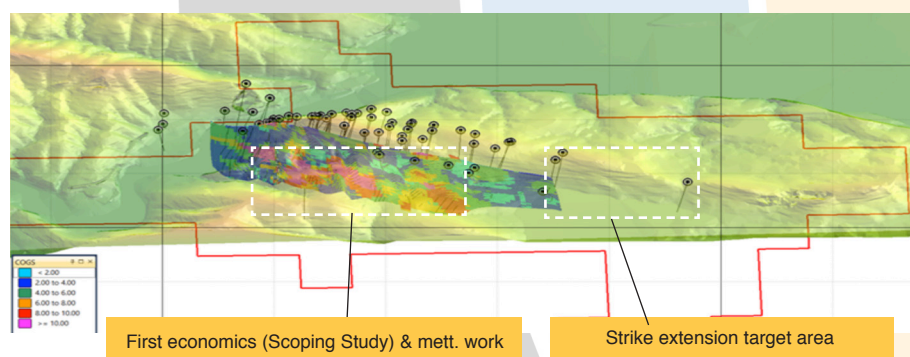 COGS
< 2.00
2.00 to 4.00
4.00 to 6.00
6.00 to 8.00
8.00 to 10.00
>= 10.00
First economics (Scoping Study) & mett. work
Strike extension target area